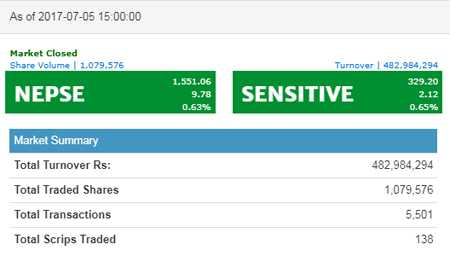 As of 2017-07-05 15:00:00
Market Closed
Share Volume | 1,079,576 Turnover | 482,984,294
NEPSE 1,551.06 9.78 0.63%
SENSITIVE 329.20 2.12 0.65%
Market Summary
Total Turnover Rs: 482,984,294
Total Traded Shares 1,079,576
Total Transactions 5,501
Total Scrips Traded 138